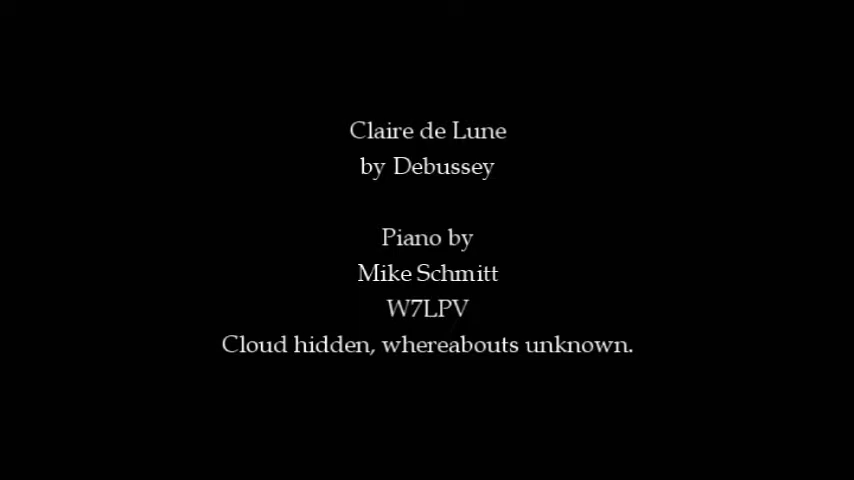 Claire de Lune
by Debussey
Piano by
Mike Schmitt
W7LPV
Cloud hidden, whereabouts unknown.